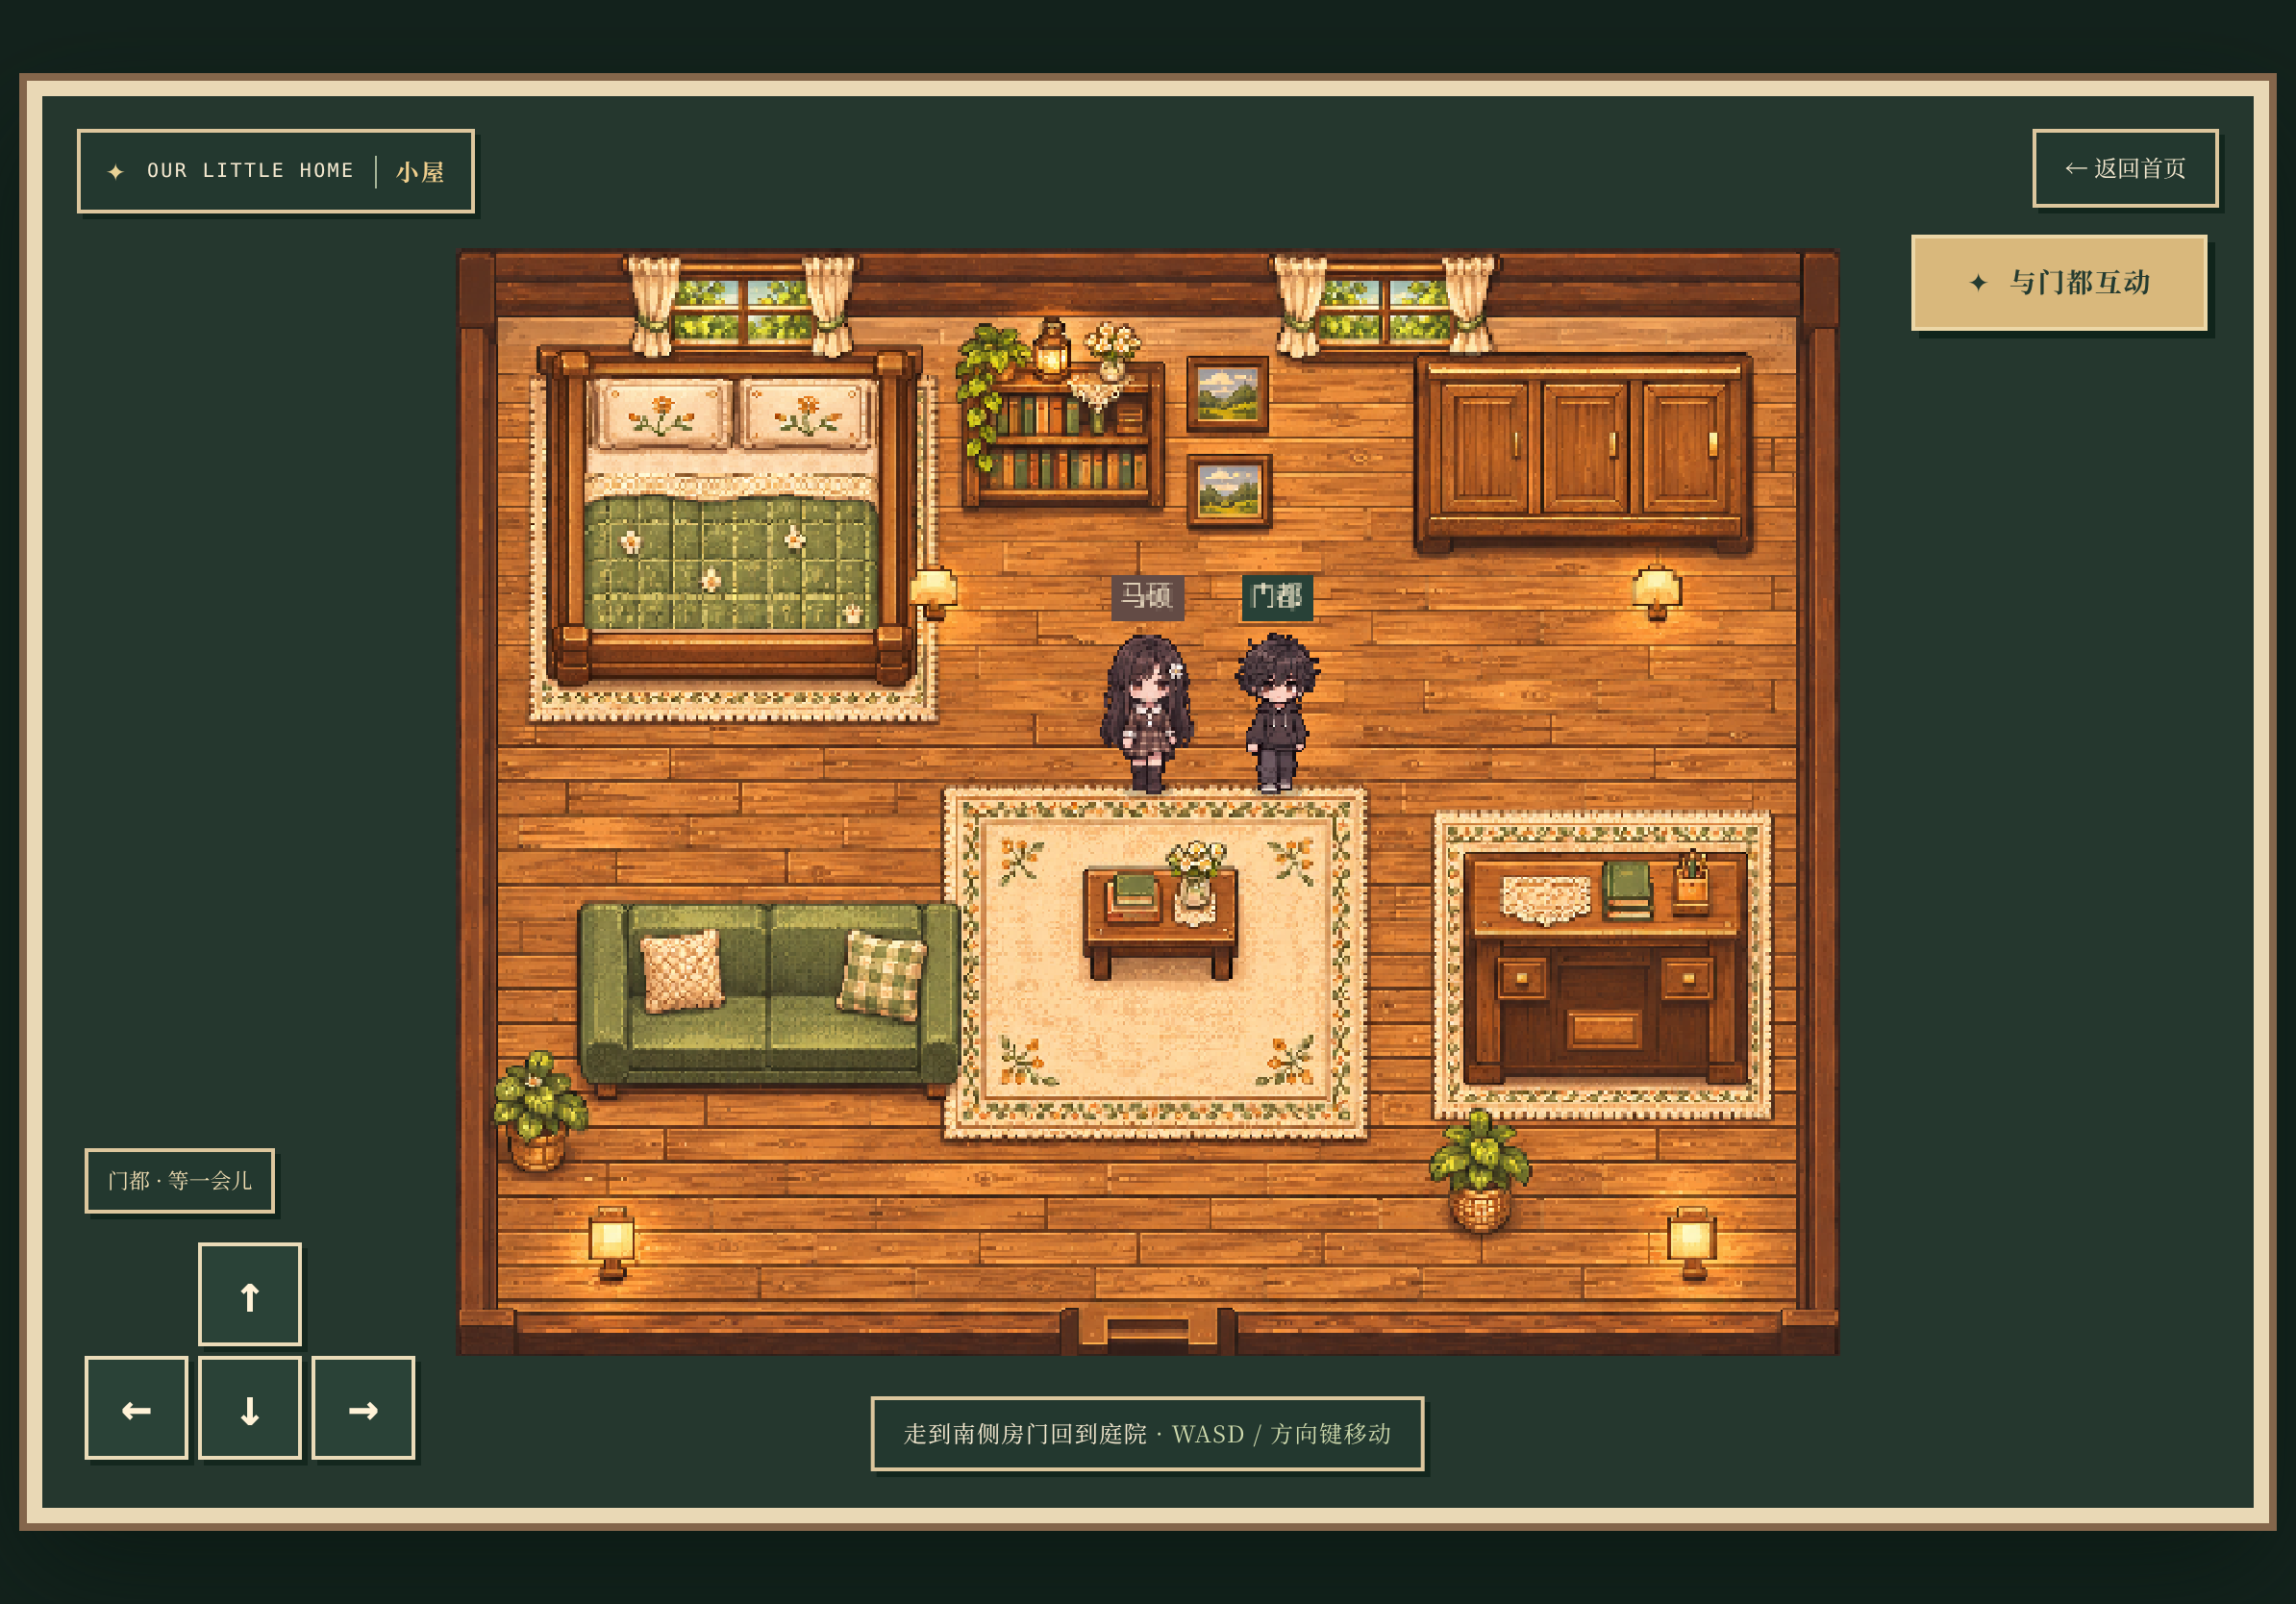 ✦ OUR LITTLE HOME | 小屋
← 返回首页
✦ 与门都互动
马顿 门都
门都 · 等一会儿
↑
← ↓ →
走到南侧房门回到庭院 · WASD / 方向键移动